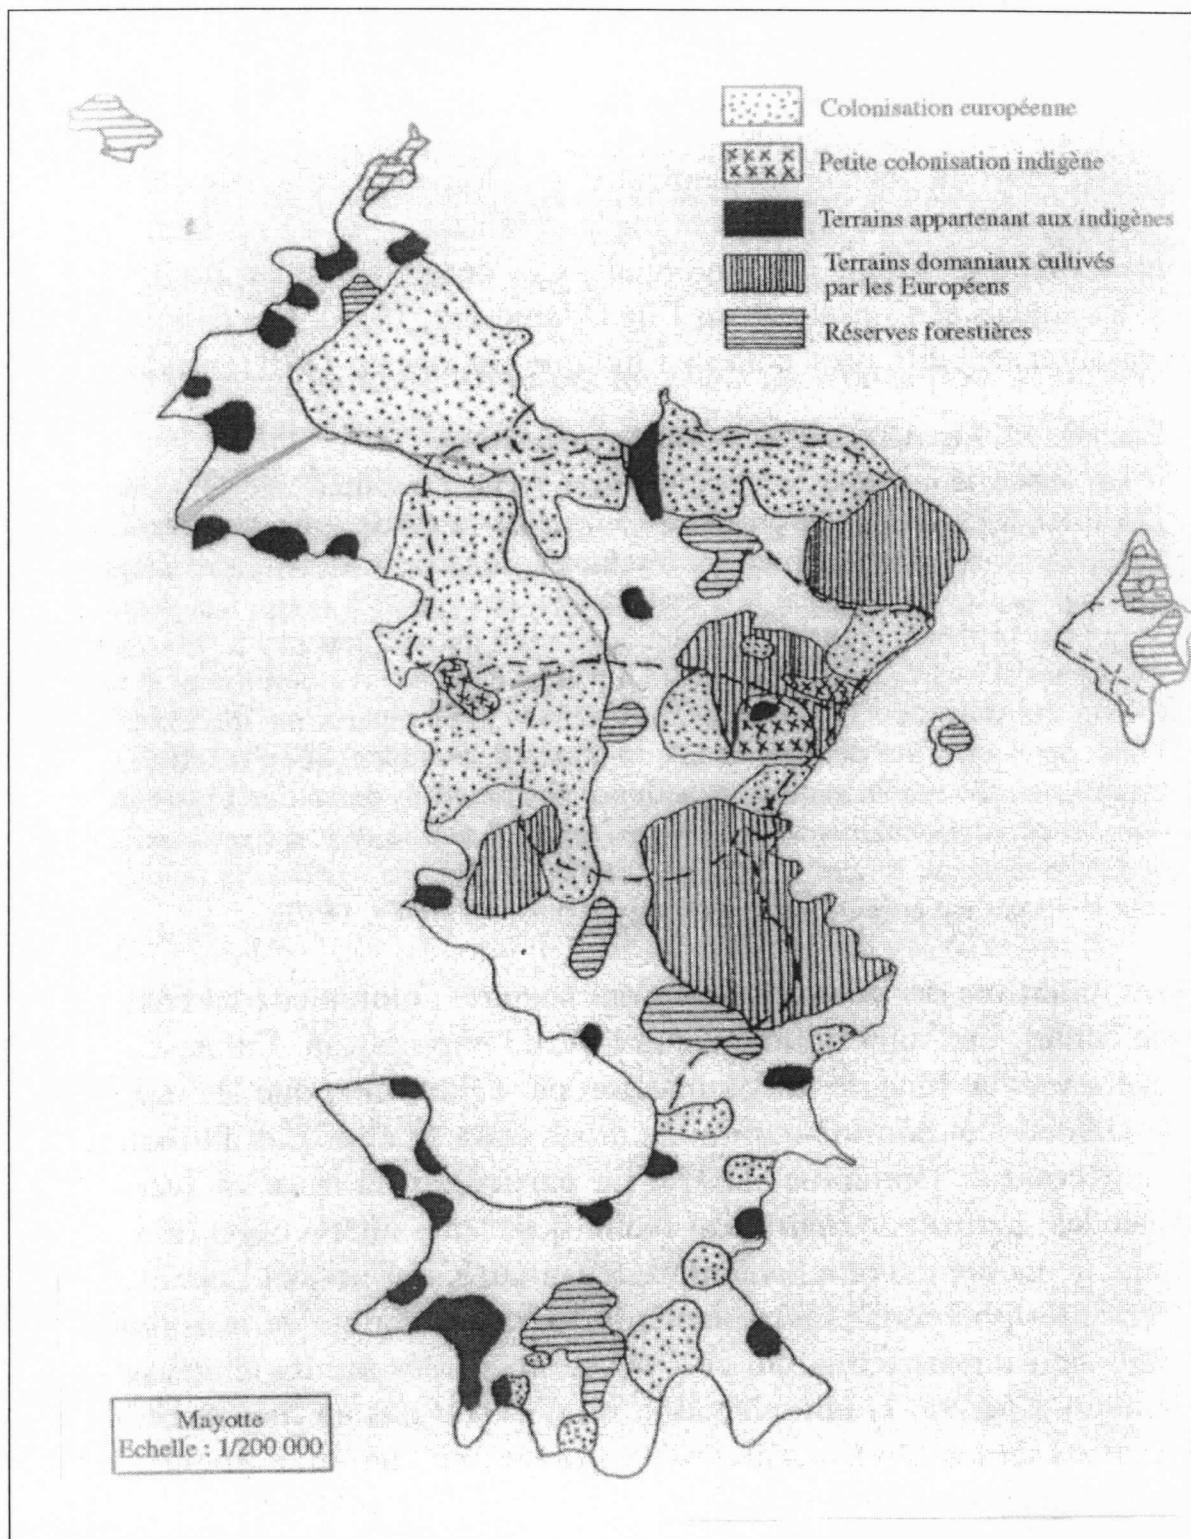 Colonisation européenne
Petite colonisation indigène
Terrains appartenant aux indigènes
Terrains domaniaux cultivés
par les Européens
Réserves forestières
Mayotte
Echelle : 1/200 000